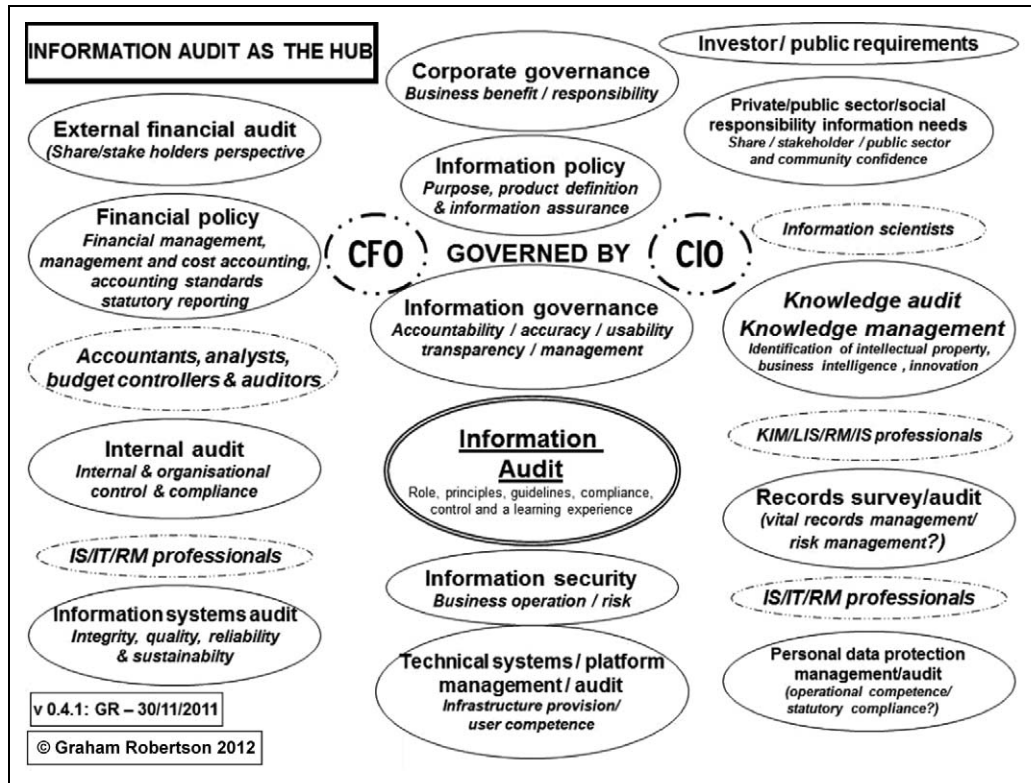 INFORMATION AUDIT AS THE HUB
External financial audit
(Share/stake holders perspective
Financial policy
Financial management,
management and cost accounting,
accounting standards
statutory reporting
Accountants, analysts,
budget controllers & auditors
Internal audit
Internal & organisational
control & compliance
IS/IT/RM professionals
Information systems audit
Integrity, quality, reliability
& sustainabilty
v 0.4.1: GR – 30/11/2011
© Graham Robertson 2012
Corporate governance
Business benefit / responsibility
Information policy
Purpose, product definition
& information assurance
CFO GOVERNED BY CIO
Information governance
Accountability / accuracy / usability
transparency / management
Information
Audit
Role, principles, guidelines, compliance,
control and a learning experience
Information security
Business operation / risk
Technical systems / platform
management / audit
Infrastructure provision/
user competence
Investor / public requirements
Private/public sector/social
responsibility information needs
Share / stakeholder / public sector
and community confidence
Information scientists
Knowledge audit
Knowledge management
Identification of intellectual property,
business intelligence , innovation
KIM/LIS/RM/IS professionals
Records survey/audit
(vital records management/
risk management?)
IS/IT/RM professionals
Personal data protection
management/audit
(operational competence/
statutory compliance?)